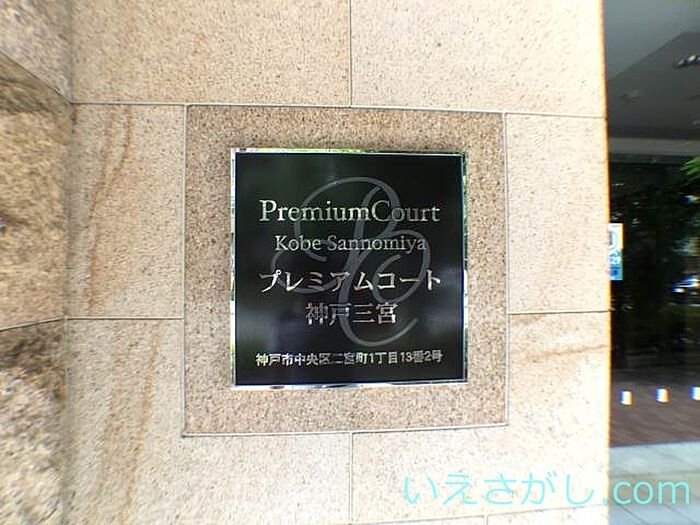 PremiumCourt
Kobe Sannomiya
プレミアムコート
神戸三宮
神戸市中央区二宮町1丁目13番2号
いえさがし.com